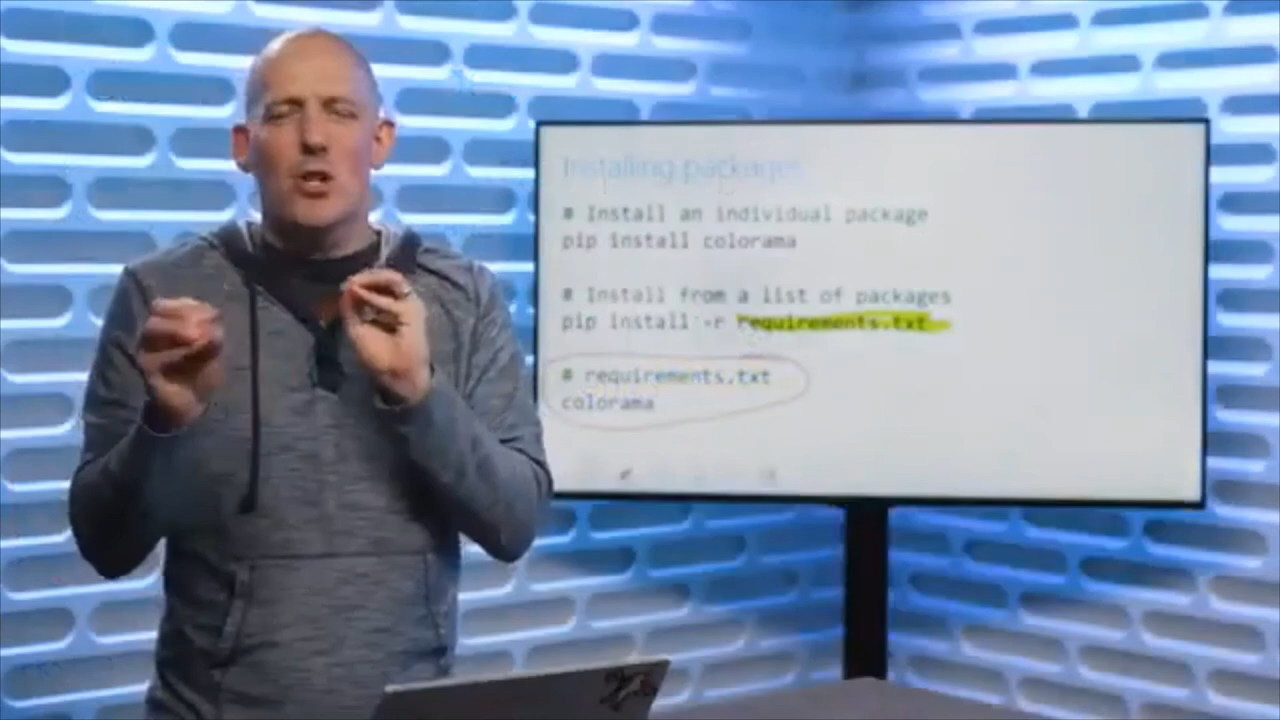 Installing packages
# Install an individual package
pip install colorama
# Install from a list of packages
pip install -r requirements.txt
# requirements.txt
colorama